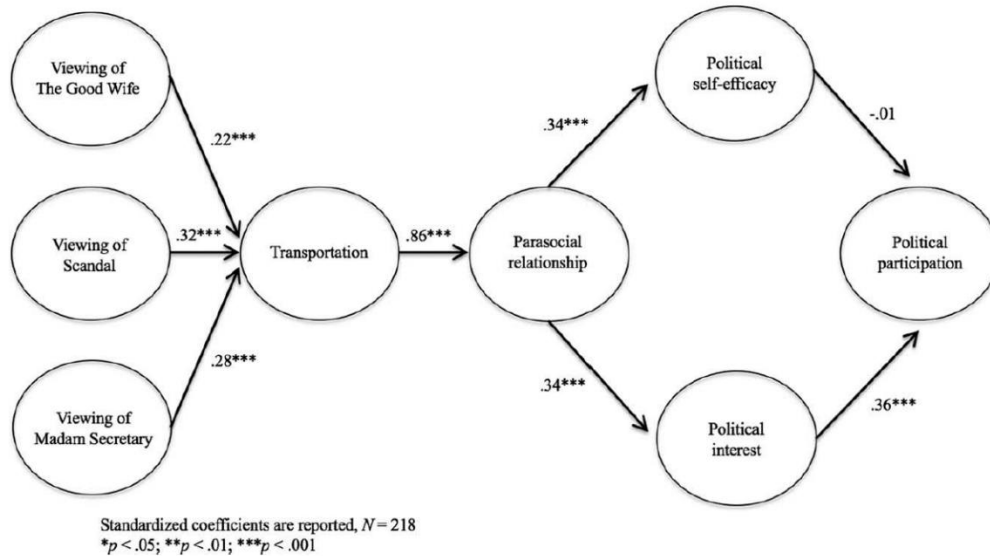 Viewing of
The Good Wife
.22***
Viewing of
Scandal
.32***
Viewing of
Madam Secretary
.28***
Transportation
.86***
Parasocial
relationship
.34***
Political
self-efficacy
-.01
.34***
Political
interest
.36***
Political
participation
Standardized coefficients are reported, N = 218
*p < .05; **p < .01; ***p < .001